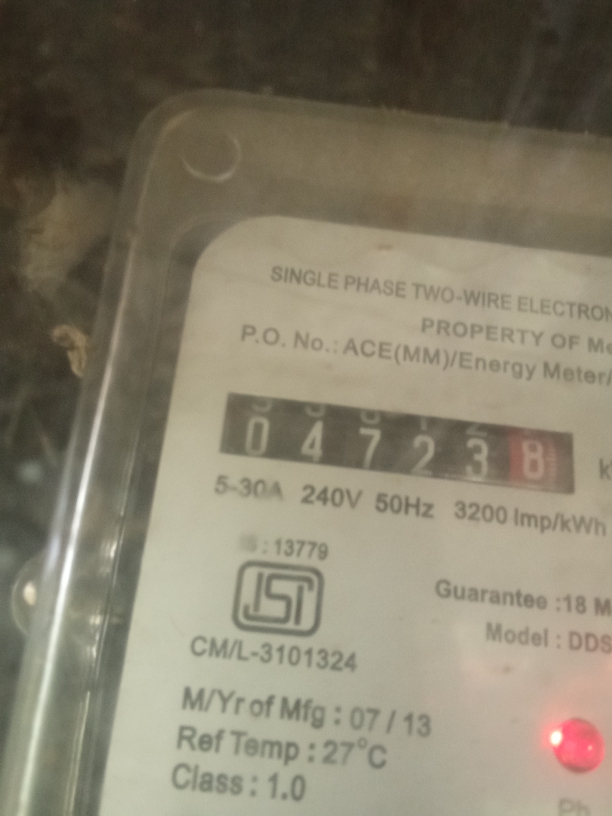 SINGLE PHASE TWO-WIRE ELECTRON
PROPERTY OF Me
P.O. No.: ACE(MM)/Energy Meter/
047238 k
5-30A 240V 50Hz 3200 Imp/kWh
: 13779
ISI
CM/L-3101324
Guarantee :18 M
Model : DDS
M/Yr of Mfg : 07 / 13
Ref Temp : 27°C
Class : 1.0
Ph